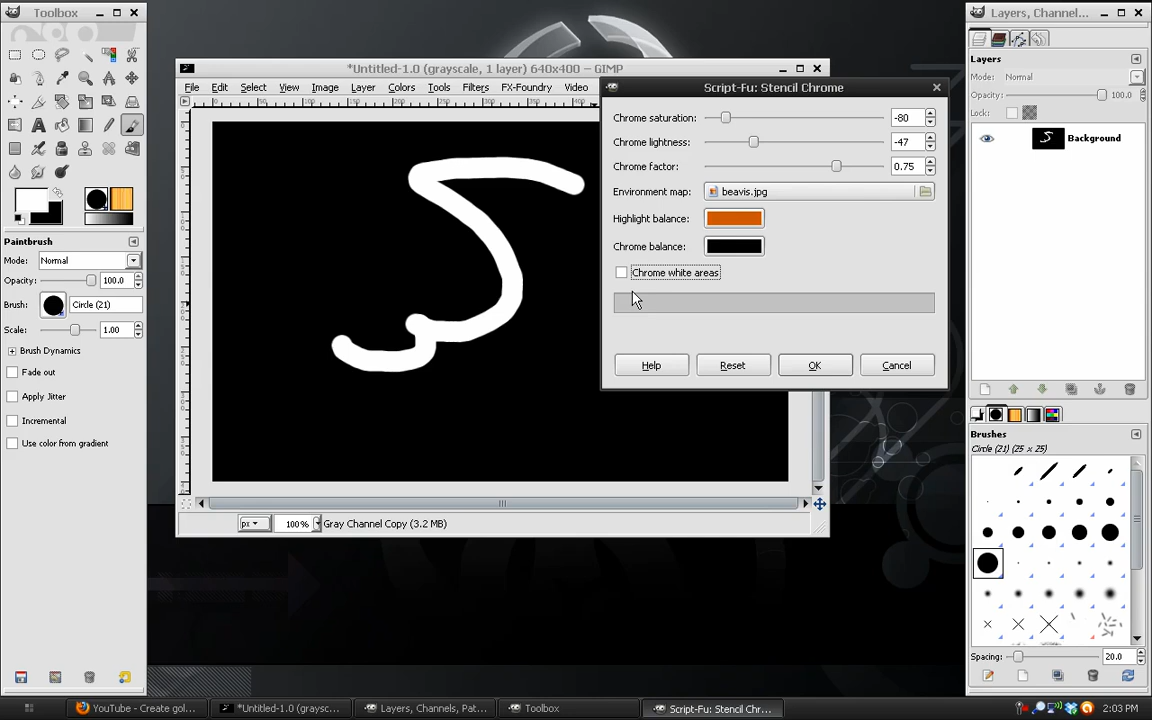 Toolbox
Paintbrush
Mode: Normal
Opacity: 100.0
Brush: Circle (21)
Scale: 1.00
Brush Dynamics
Fade out
Apply Jitter
Incremental
Use color from gradient
*Untitled-1.0 (grayscale, 1 layer) 640x400 – GIMP
File Edit Select View Image Layer Colors Tools Filters FX-Foundry Video
px 100% Gray Channel Copy (3.2 MB)
Script-Fu: Stencil Chrome
Chrome saturation: -80
Chrome lightness: -47
Chrome factor: 0.75
Environment map: beavis.jpg
Highlight balance:
Chrome balance:
Chrome white areas
Help Reset OK Cancel
Layers, Channel...
Layers
Mode: Normal
Opacity: 100.0
Lock:
Background
Brushes
Circle (21) (25 x 25)
Spacing: 20.0
YouTube - Create gol...
*Untitled-1.0 (graysc...
Layers, Channels, Pat...
Toolbox
Script-Fu: Stencil Chr...
2:03 PM